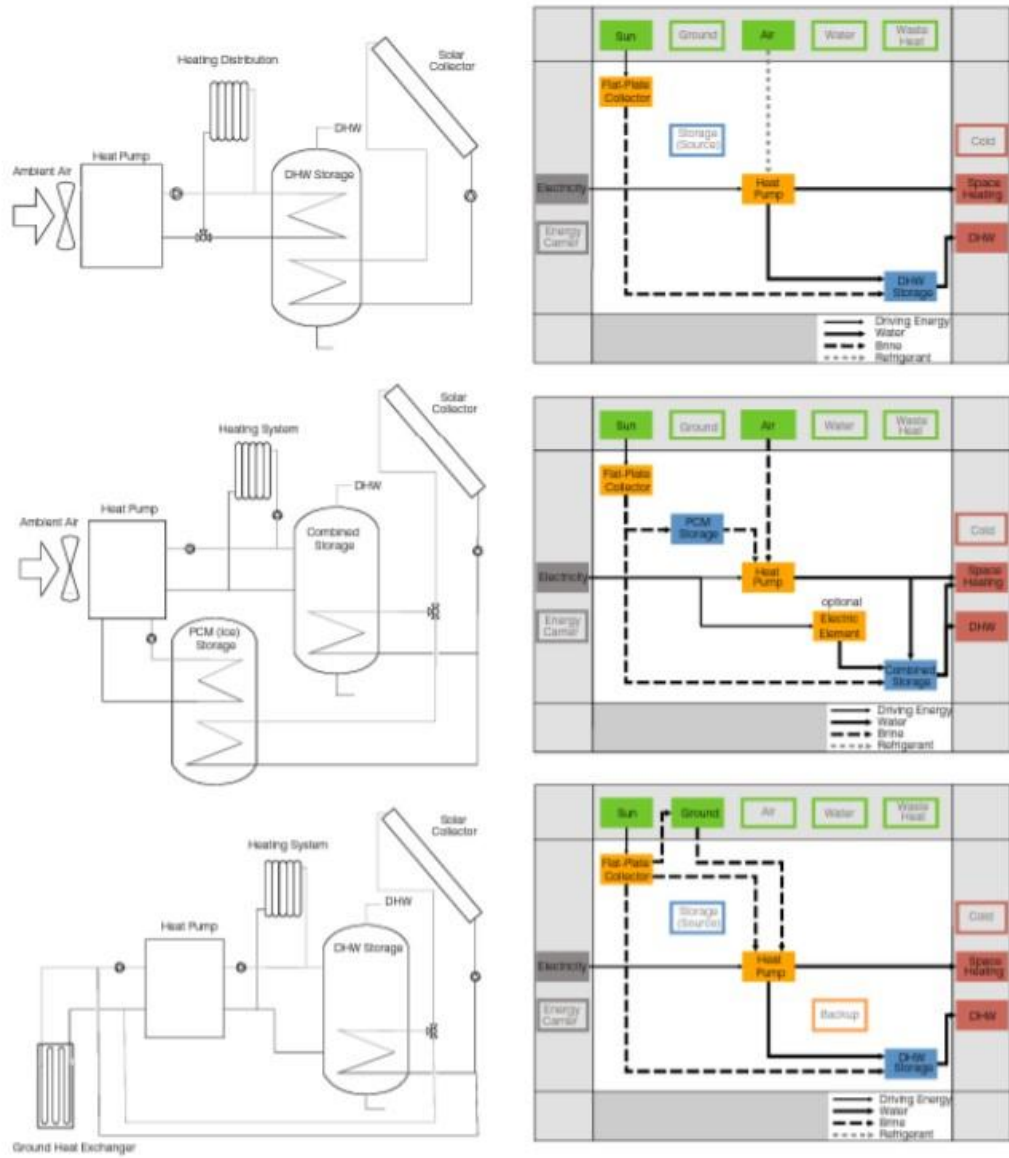 Heating Distribution
Solar
Collector
DHW
Heat Pump
Ambient Air
DHW Storage
Sun
Ground
Air
Water
Waste
Heat
Flat-Plate
Collector
Storage
(Source)
Cold
Electricity
Heat
Pump
Space
Heating
Energy
Carrier
DHW
DHW
Storage
Driving Energy
Water
Brine
Refrigerant
Solar
Collector
Heating System
DHW
Heat Pump
Ambient Air
Combined
Storage
PCM (Ice)
Storage
Sun
Ground
Air
Water
Waste
Heat
Flat-Plate
Collector
PCM
Storage
Cold
Electricity
Heat
Pump
Space
Heating
optional
Energy
Carrier
Electric
Element
DHW
Combined
Storage
Driving Energy
Water
Brine
Refrigerant
Solar
Collector
Heating System
DHW
Heat Pump
DHW Storage
Ground Heat Exchanger
Sun
Ground
Air
Water
Waste
Heat
Flat-Plate
Collector
Storage
(Source)
Cold
Electricity
Heat
Pump
Space
Heating
Energy
Carrier
Backup
DHW
DHW
Storage
Driving Energy
Water
Brine
Refrigerant